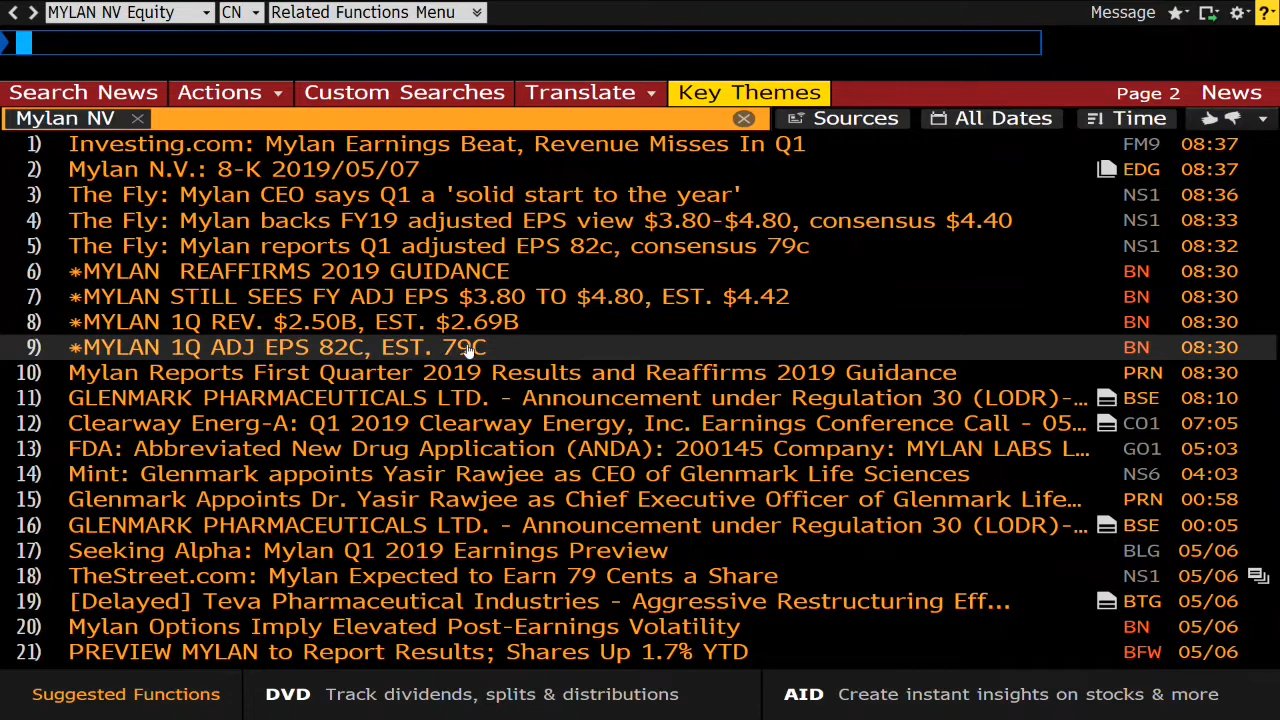 MYLAN NV Equity CN Related Functions Menu Message ?
Search News Actions Custom Searches Translate Key Themes Page 2 News
Mylan NV Sources All Dates Time
1) Investing.com: Mylan Earnings Beat, Revenue Misses In Q1 FM9 08:37
2) Mylan N.V.: 8-K 2019/05/07 EDG 08:37
3) The Fly: Mylan CEO says Q1 a 'solid start to the year' NS1 08:36
4) The Fly: Mylan backs FY19 adjusted EPS view $3.80-$4.80, consensus $4.40 NS1 08:33
5) The Fly: Mylan reports Q1 adjusted EPS 82c, consensus 79c NS1 08:32
6) *MYLAN REAFFIRMS 2019 GUIDANCE BN 08:30
7) *MYLAN STILL SEES FY ADJ EPS $3.80 TO $4.80, EST. $4.42 BN 08:30
8) *MYLAN 1Q REV. $2.50B, EST. $2.69B BN 08:30
9) *MYLAN 1Q ADJ EPS 82C, EST. 79C BN 08:30
10) Mylan Reports First Quarter 2019 Results and Reaffirms 2019 Guidance PRN 08:30
11) GLENMARK PHARMACEUTICALS LTD. - Announcement under Regulation 30 (LODR)-... BSE 08:10
12) Clearway Energ-A: Q1 2019 Clearway Energy, Inc. Earnings Conference Call - 05... CO1 07:05
13) FDA: Abbreviated New Drug Application (ANDA): 200145 Company: MYLAN LABS L... GO1 05:03
14) Mint: Glenmark appoints Yasir Rawjee as CEO of Glenmark Life Sciences NS6 04:03
15) Glenmark Appoints Dr. Yasir Rawjee as Chief Executive Officer of Glenmark Life... PRN 00:58
16) GLENMARK PHARMACEUTICALS LTD. - Announcement under Regulation 30 (LODR)-... BSE 00:05
17) Seeking Alpha: Mylan Q1 2019 Earnings Preview BLG 05/06
18) TheStreet.com: Mylan Expected to Earn 79 Cents a Share NS1 05/06
19) [Delayed] Teva Pharmaceutical Industries - Aggressive Restructuring Eff... BTG 05/06
20) Mylan Options Imply Elevated Post-Earnings Volatility BN 05/06
21) PREVIEW MYLAN to Report Results; Shares Up 1.7% YTD BFW 05/06
Suggested Functions DVD Track dividends, splits & distributions AID Create instant insights on stocks & more